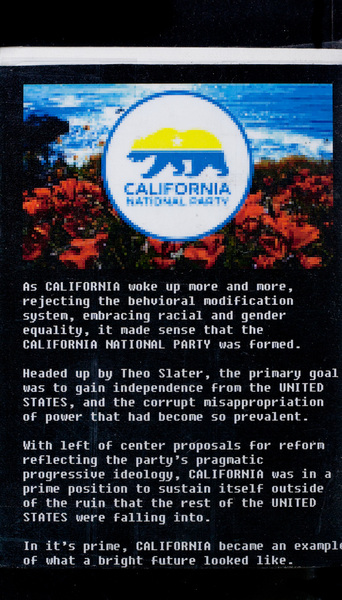 CALIFORNIA
NATIONAL PARTY
As CALIFORNIA woke up more and more,
rejecting the behvioral modification
system, embracing racial and gender
equality, it made sense that the
CALIFORNIA NATIONAL PARTY was formed.
Headed up by Theo Slater, the primary goal
was to gain independence from the UNITED
STATES, and the corrupt misappropriation
of power that had become so prevalent.
With left of center proposals for reform
reflecting the party's pragmatic
progressive ideology, CALIFORNIA was in a
prime position to sustain itself outside
of the ruin that the rest of the UNITED
STATES were falling into.
In it's prime, CALIFORNIA became an example
of what a bright future looked like.